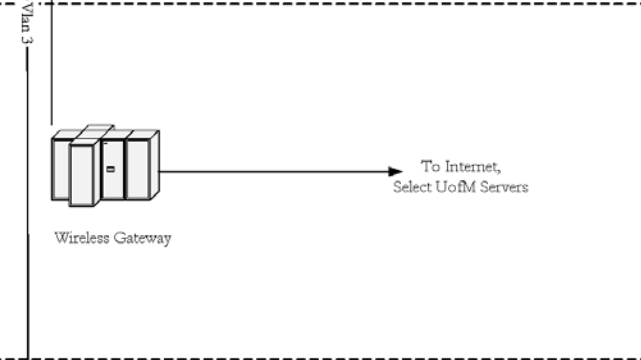 Vlan 3
To Internet,
Select UofM Servers
Wireless Gateway